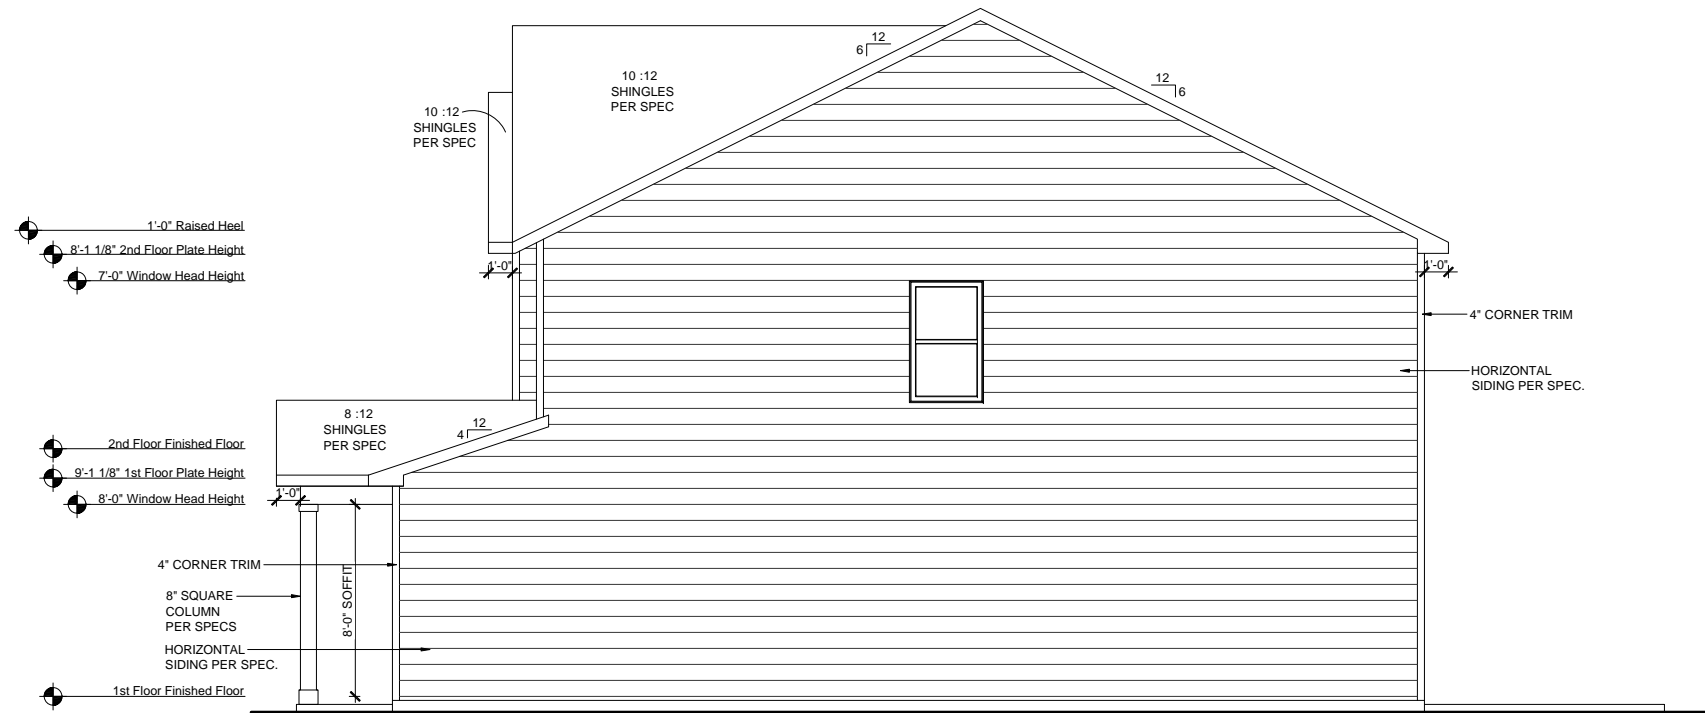 12
6
10 :12
SHINGLES
PER SPEC
12
6
10 :12
SHINGLES
PER SPEC
1'-0" Raised Heel
8'-1 1/8" 2nd Floor Plate Height
7'-0" Window Head Height
1'-0"
1'-0"
4" CORNER TRIM
HORIZONTAL
SIDING PER SPEC.
8 :12
SHINGLES
PER SPEC
12
4
2nd Floor Finished Floor
9'-1 1/8" 1st Floor Plate Height
8'-0" Window Head Height
1'-0"
4" CORNER TRIM
8" SQUARE
COLUMN
PER SPECS
8'-0" SOFFIT
HORIZONTAL
SIDING PER SPEC.
1st Floor Finished Floor